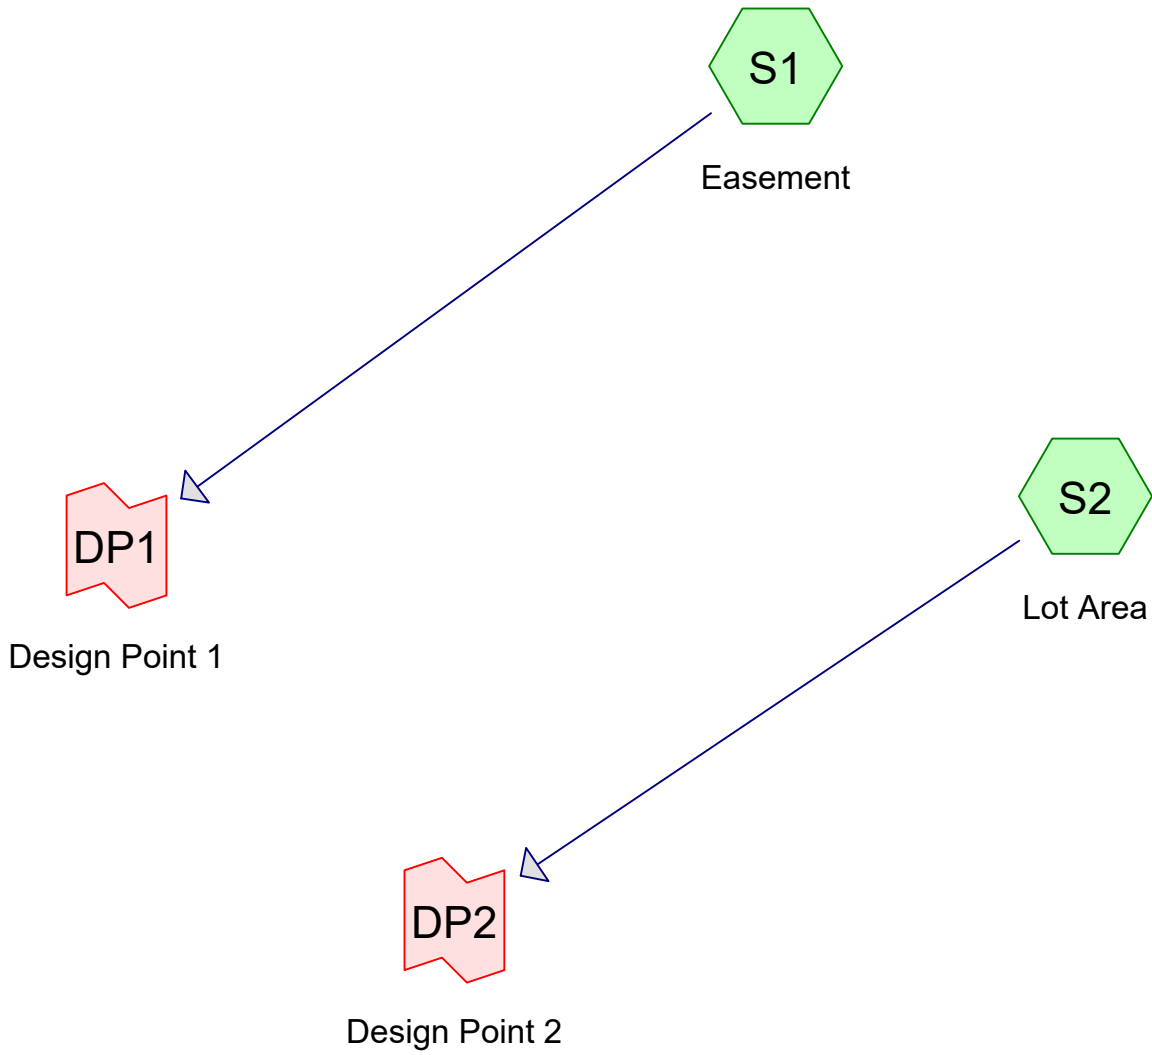 S1
Easement
DP1
Design Point 1
S2
Lot Area
DP2
Design Point 2